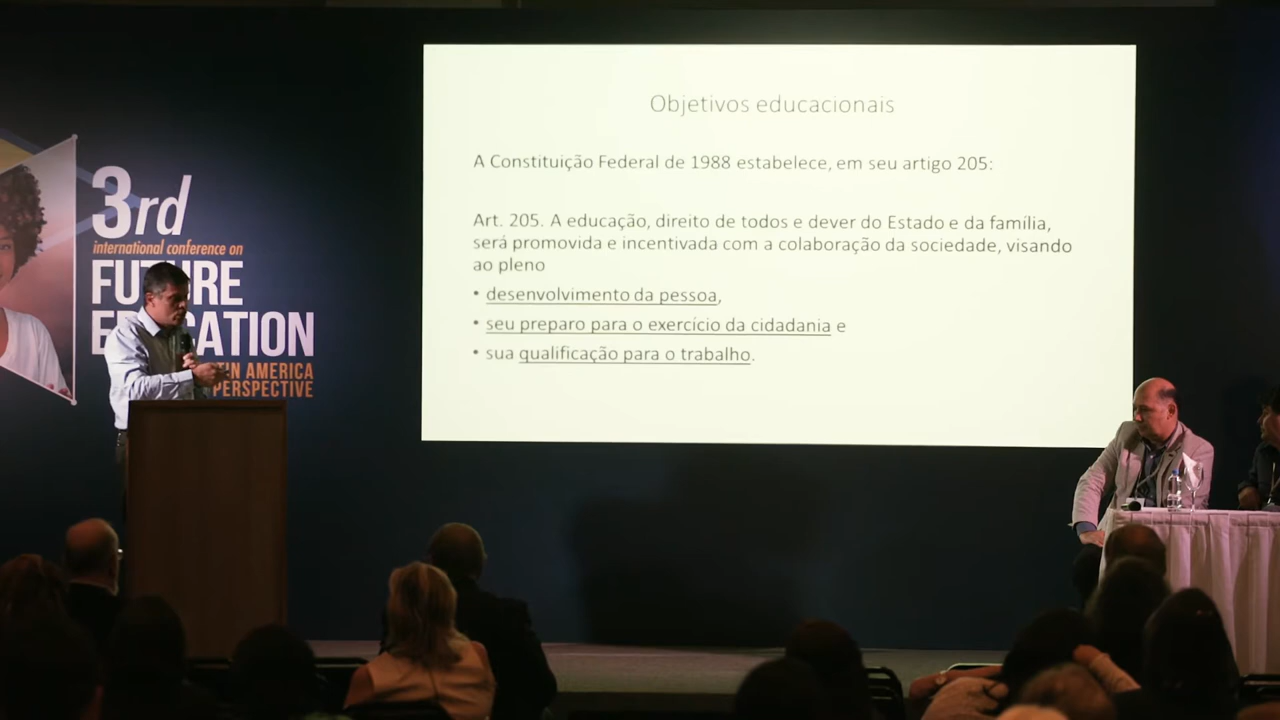 3rd
international conference on
FUTURE
EDUCATION
LATIN AMERICA
PERSPECTIVE
Objetivos educacionais
A Constituição Federal de 1988 estabelece, em seu artigo 205:
Art. 205. A educação, direito de todos e dever do Estado e da família,
será promovida e incentivada com a colaboração da sociedade, visando
ao pleno
• desenvolvimento da pessoa,
• seu preparo para o exercício da cidadania e
• sua qualificação para o trabalho.